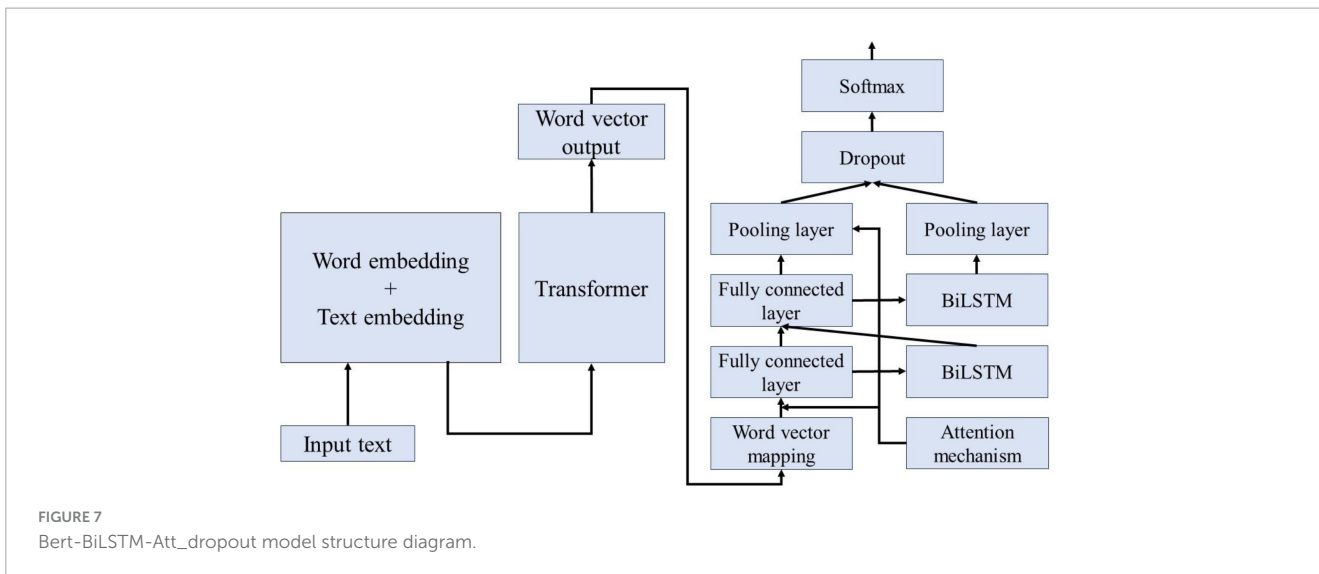 Softmax
Word vector
output
Dropout
Pooling layer
Pooling layer
Word embedding
+
Text embedding
Transformer
Fully connected
layer
BiLSTM
Fully connected
layer
BiLSTM
Input text
Word vector
mapping
Attention
mechanism
FIGURE 7
Bert-BiLSTM-Att_dropout model structure diagram.